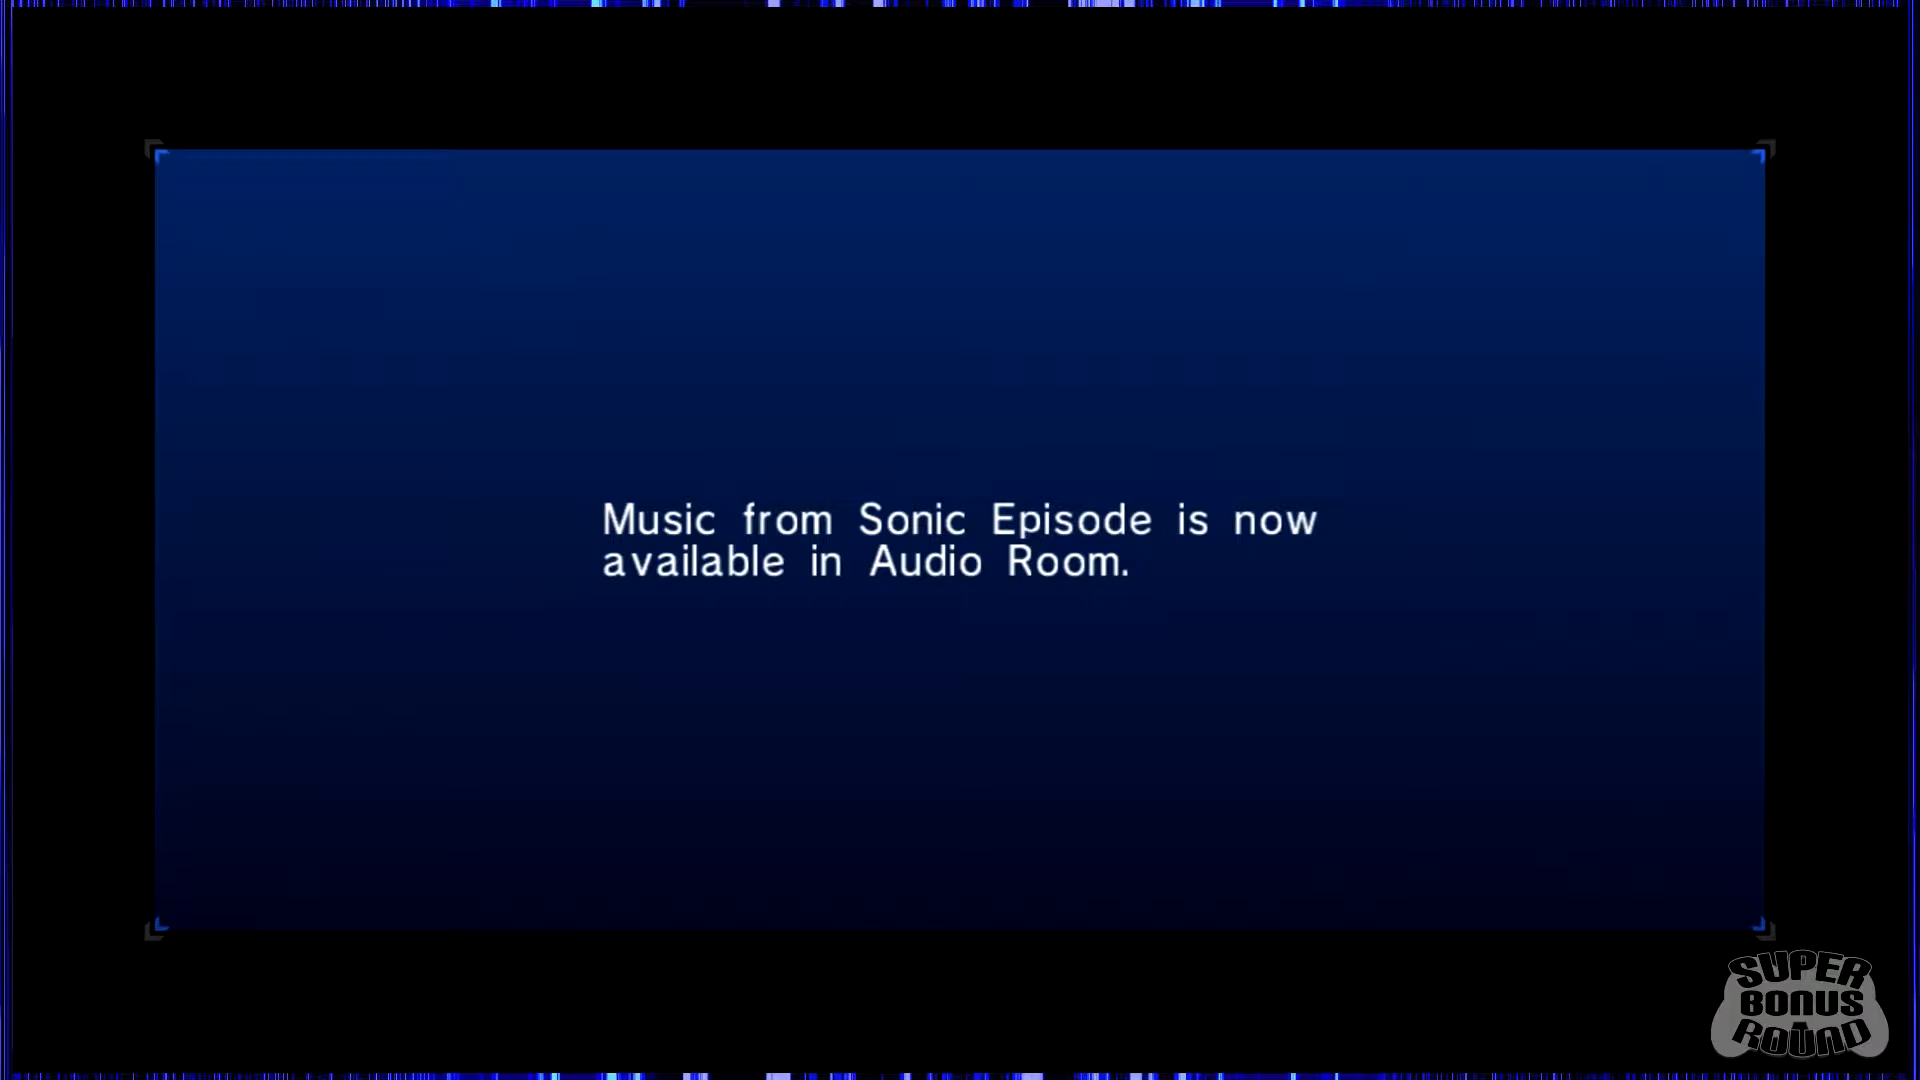 Music from Sonic Episode is now
available in Audio Room.
SUPER
BONUS
ROUND